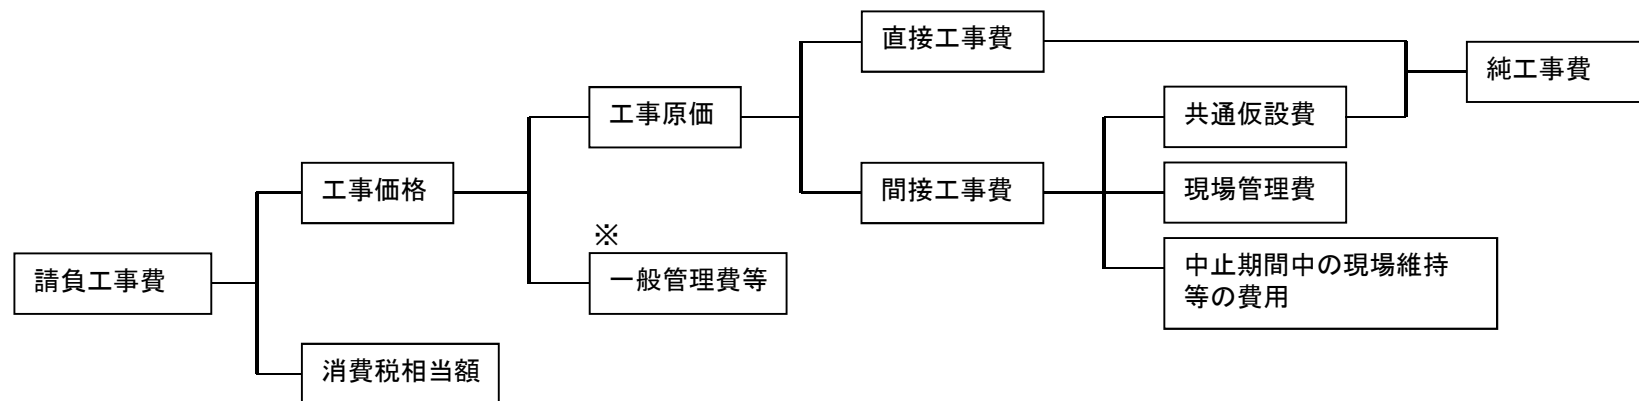 直接工事費
純工事費
工事原価
共通仮設費
工事価格
間接工事費
現場管理費
※
一般管理費等
中止期間中の現場維持
等の費用
請負工事費
消費税相当額